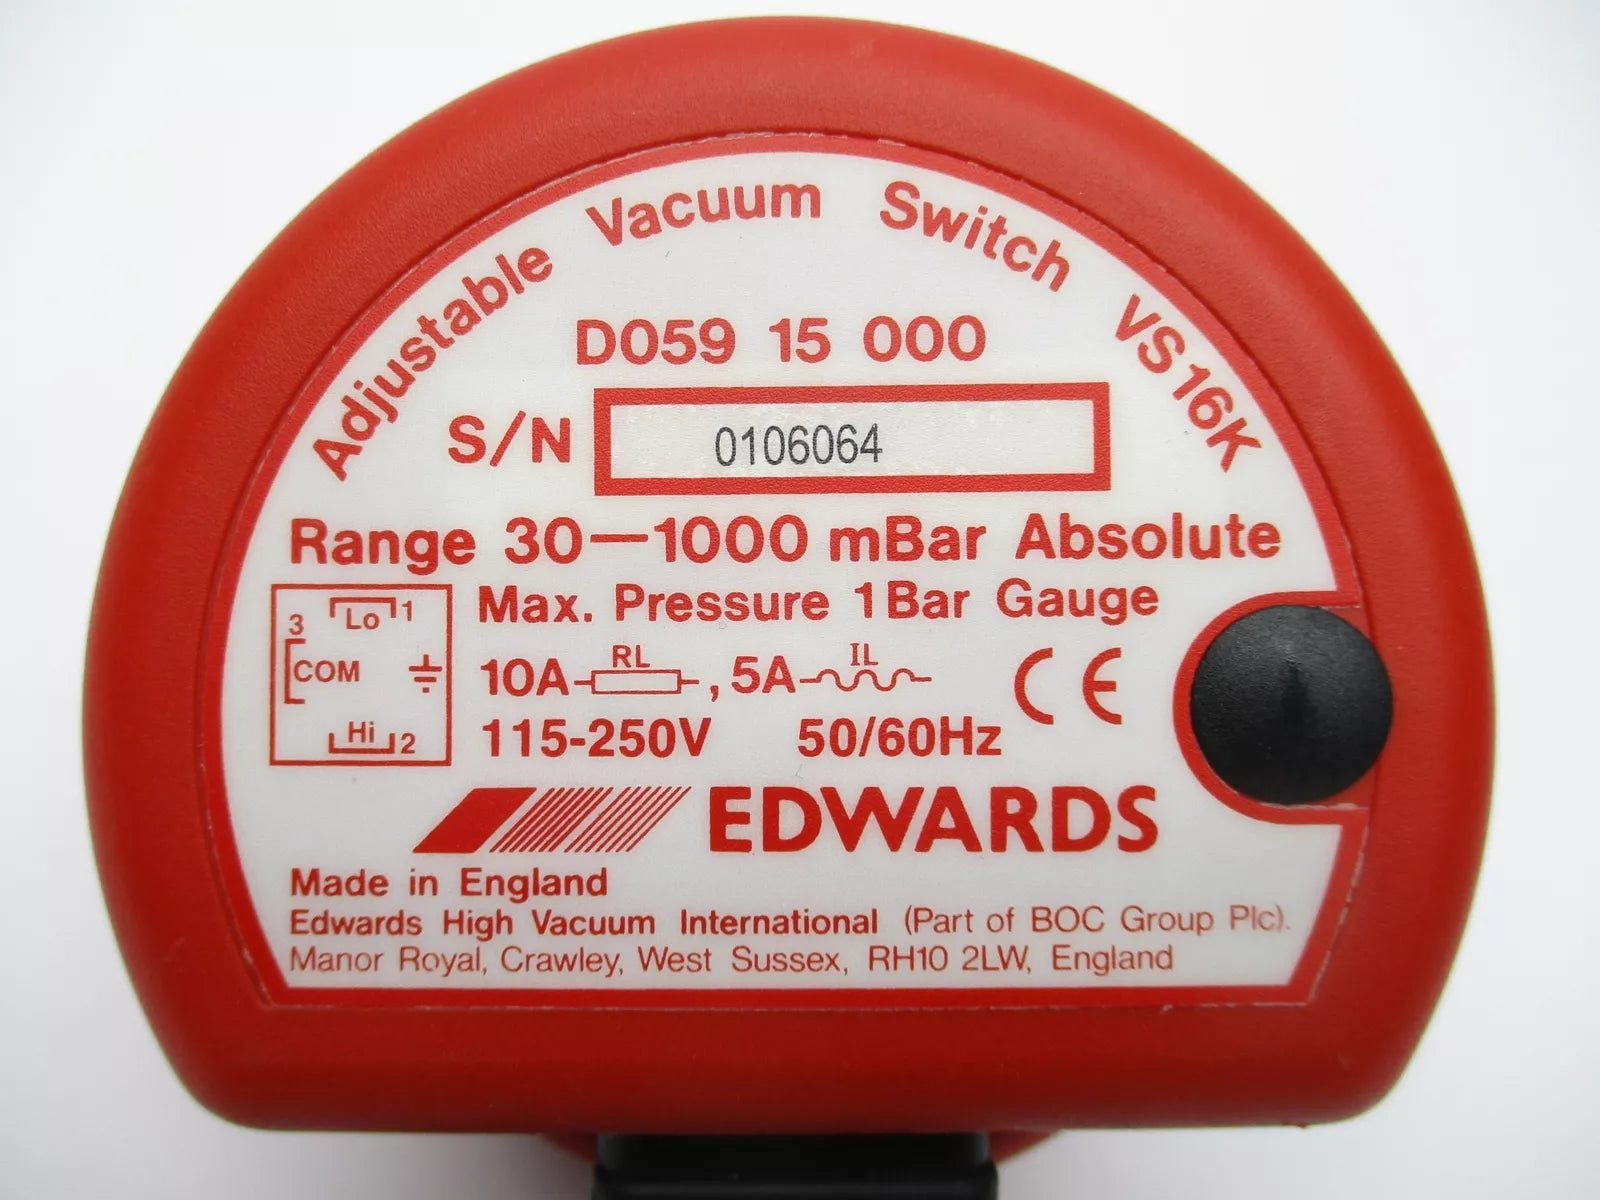 Adjustable Vacuum Switch VS16K
D059 15 000
S/N 0106064
Range 30—1000 mBar Absolute
Max. Pressure 1 Bar Gauge
3 Lo 1
COM
Hi 2
RL IL
10A , 5A CE
115-250V 50/60Hz
EDWARDS
Made in England
Edwards High Vacuum International (Part of BOC Group Plc).
Manor Royal, Crawley, West Sussex, RH10 2LW, England